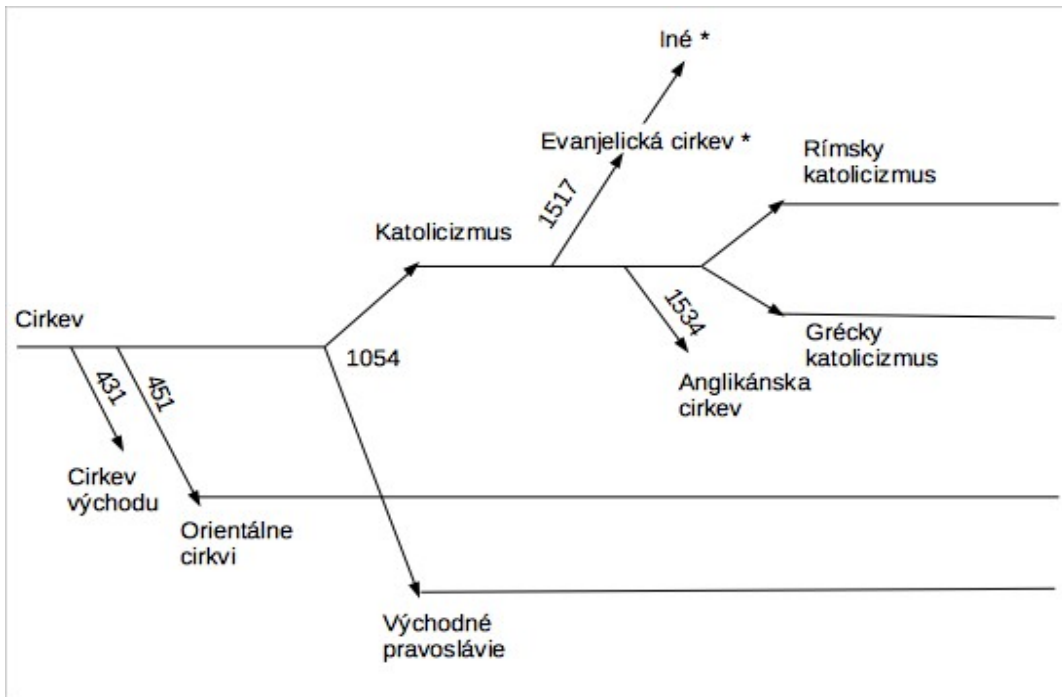 Iné *
Evanjelická cirkev *
1517
Rímsky
katolicizmus
Katolicizmus
1534
Grécky
katolicizmus
Anglikánska
cirkev
Cirkev
1054
431
451
Cirkev
východu
Orientálne
cirkvi
Východné
pravoslávie